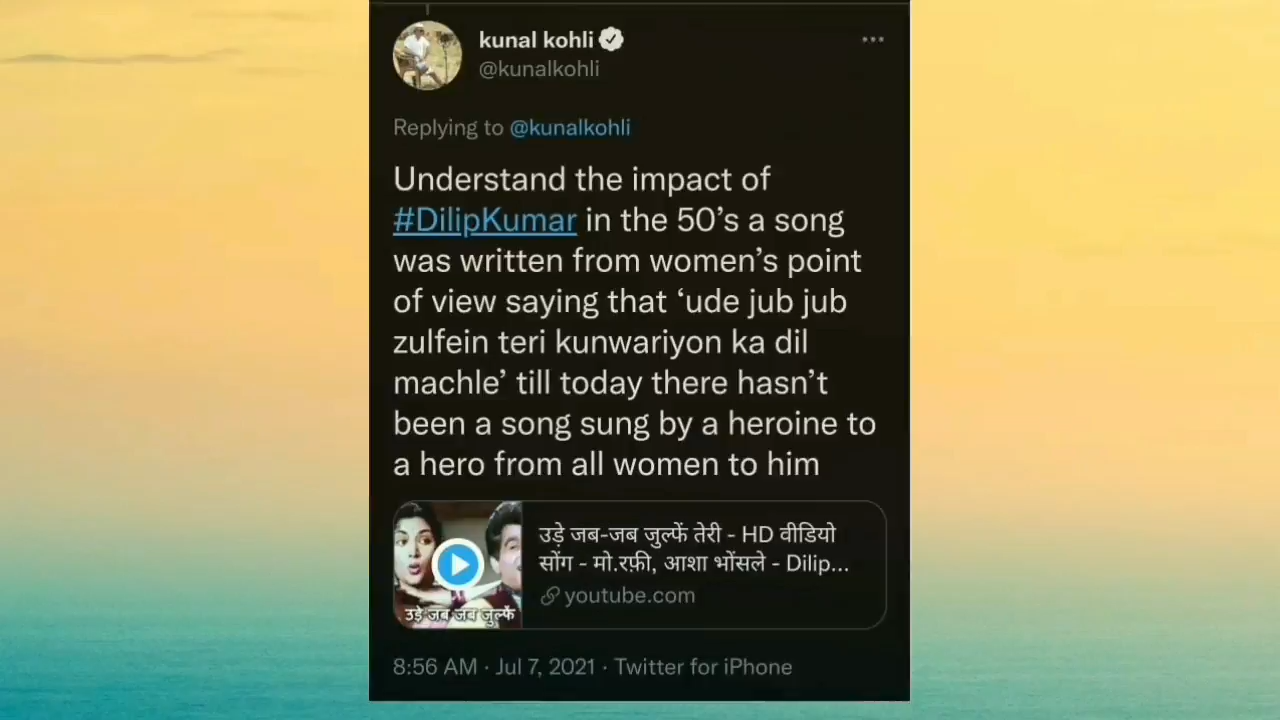 kunal kohli
@kunalkohli
Replying to @kunalkohli
Understand the impact of
#DilipKumar in the 50’s a song
was written from women’s point
of view saying that ‘ude jub jub
zulfein teri kunwariyon ka dil
machle’ till today there hasn’t
been a song sung by a heroine to
a hero from all women to him
उड़े जब जब जुल्फें
उड़े जब-जब जुल्फें तेरी - HD वीडियो
सोंग - मो.रफ़ी, आशा भोंसले - Dilip...
youtube.com
8:56 AM · Jul 7, 2021 · Twitter for iPhone